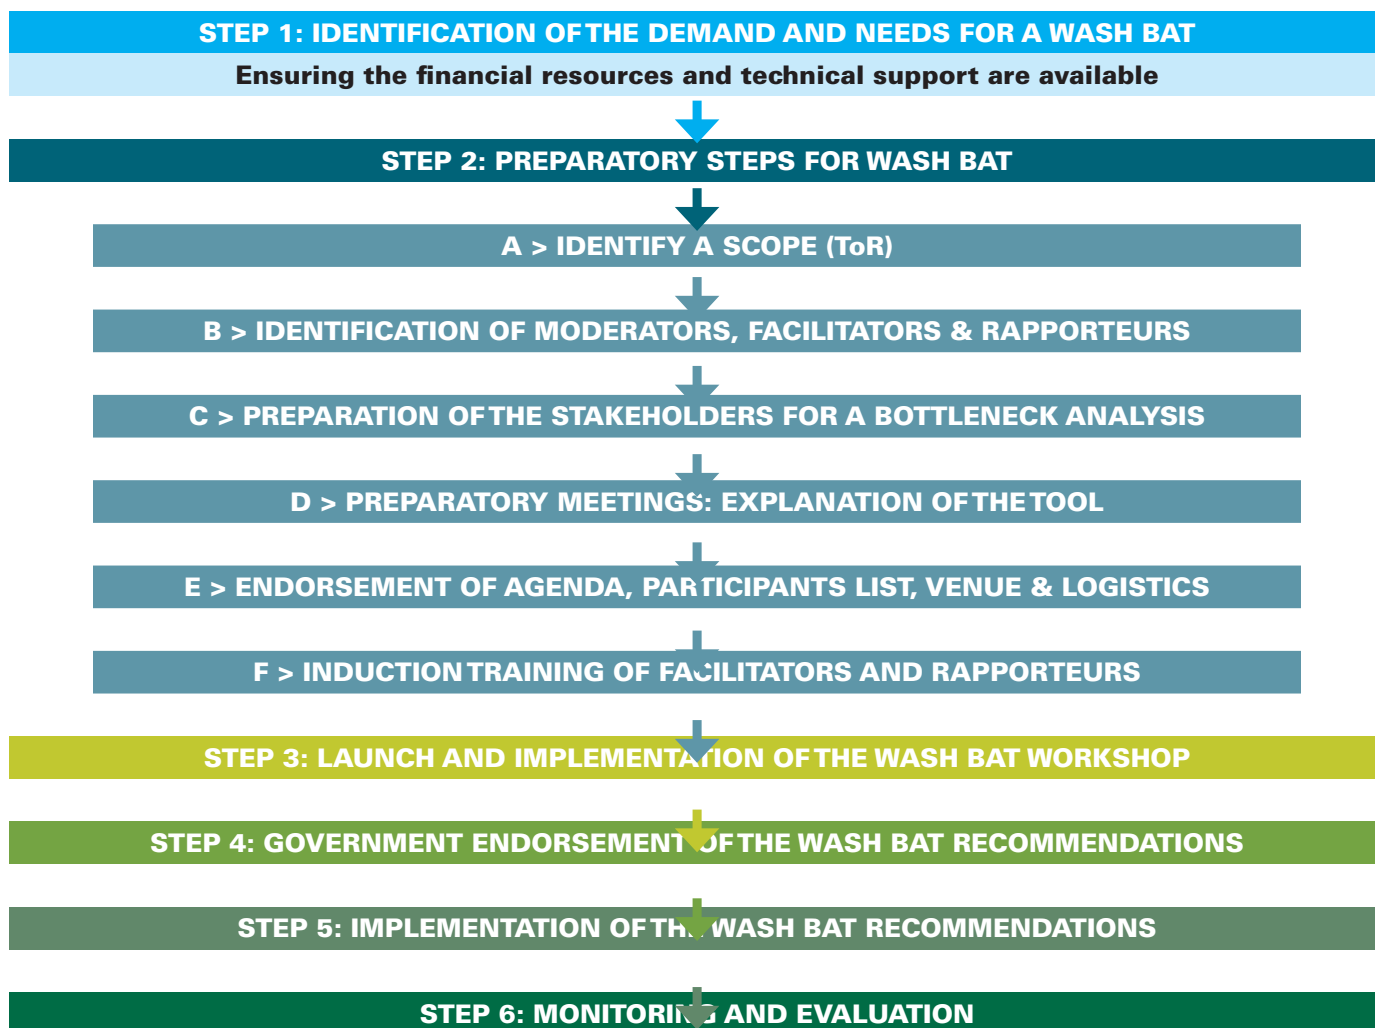 STEP 1: IDENTIFICATION OF THE DEMAND AND NEEDS FOR A WASH BAT
Ensuring the financial resources and technical support are available
STEP 2: PREPARATORY STEPS FOR WASH BAT
A > IDENTIFY A SCOPE (ToR)
B > IDENTIFICATION OF MODERATORS, FACILITATORS & RAPPORTEURS
C > PREPARATION OF THE STAKEHOLDERS FOR A BOTTLENECK ANALYSIS
D > PREPARATORY MEETINGS: EXPLANATION OF THE TOOL
E > ENDORSEMENT OF AGENDA, PARTICIPANTS LIST, VENUE & LOGISTICS
F > INDUCTION TRAINING OF FACILITATORS AND RAPPORTEURS
STEP 3: LAUNCH AND IMPLEMENTATION OF THE WASH BAT WORKSHOP
STEP 4: GOVERNMENT ENDORSEMENT OF THE WASH BAT RECOMMENDATIONS
STEP 5: IMPLEMENTATION OF THE WASH BAT RECOMMENDATIONS
STEP 6: MONITORING AND EVALUATION